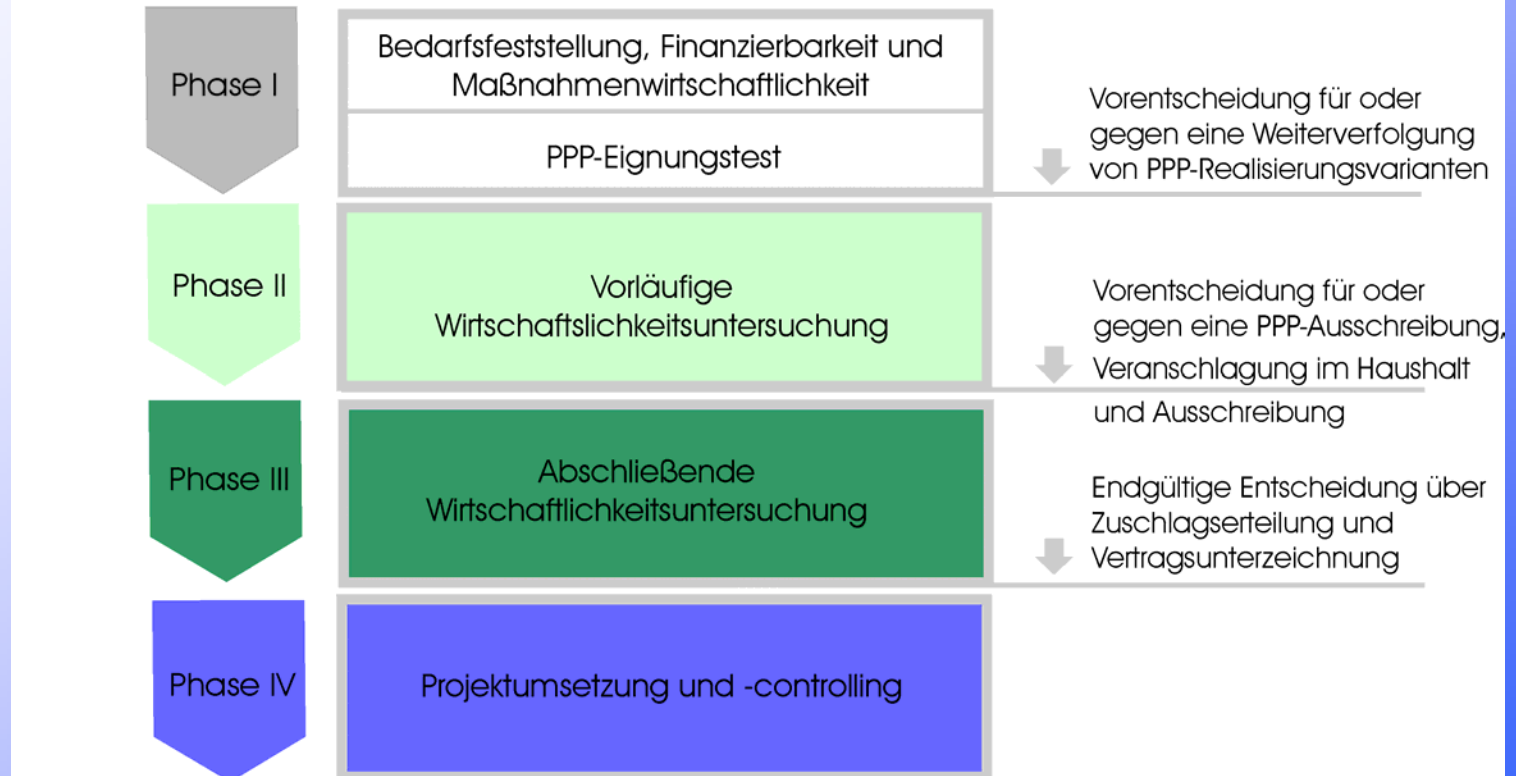 Phase I
Bedarfsfeststellung, Finanzierbarkeit und
Maßnahmenwirtschaftlichkeit
PPP-Eignungstest
Vorentscheidung für oder
gegen eine Weiterverfolgung
von PPP-Realisierungsvarianten
Phase II
Vorläufige
Wirtschaftslichkeitsuntersuchung
Vorentscheidung für oder
gegen eine PPP-Ausschreibung,
Veranschlagung im Haushalt
und Ausschreibung
Phase III
Abschließende
Wirtschaftlichkeitsuntersuchung
Endgültige Entscheidung über
Zuschlagserteilung und
Vertragsunterzeichnung
Phase IV
Projektumsetzung und -controlling